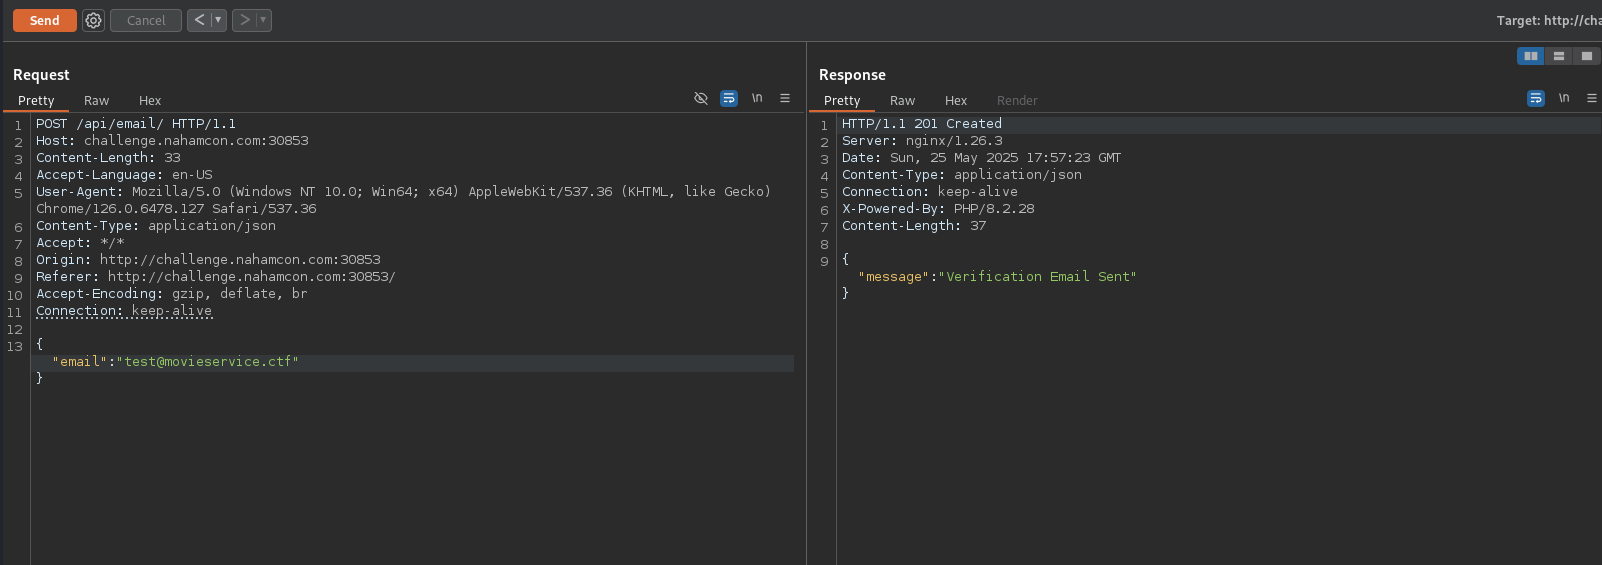 Send Cancel < ▾ > ▾ Target: http://cha
Request
Pretty Raw Hex \n
1 POST /api/email/ HTTP/1.1
2 Host: challenge.nahamcon.com:30853
3 Content-Length: 33
4 Accept-Language: en-US
5 User-Agent: Mozilla/5.0 (Windows NT 10.0; Win64; x64) AppleWebKit/537.36 (KHTML, like Gecko)
Chrome/126.0.6478.127 Safari/537.36
6 Content-Type: application/json
7 Accept: */*
8 Origin: http://challenge.nahamcon.com:30853
9 Referer: http://challenge.nahamcon.com:30853/
10 Accept-Encoding: gzip, deflate, br
11 Connection: keep-alive
12
13 {
"email":"test@movieservice.ctf"
}
Response
Pretty Raw Hex Render \n
1 HTTP/1.1 201 Created
2 Server: nginx/1.26.3
3 Date: Sun, 25 May 2025 17:57:23 GMT
4 Content-Type: application/json
5 Connection: keep-alive
6 X-Powered-By: PHP/8.2.28
7 Content-Length: 37
8
9 {
"message":"Verification Email Sent"
}